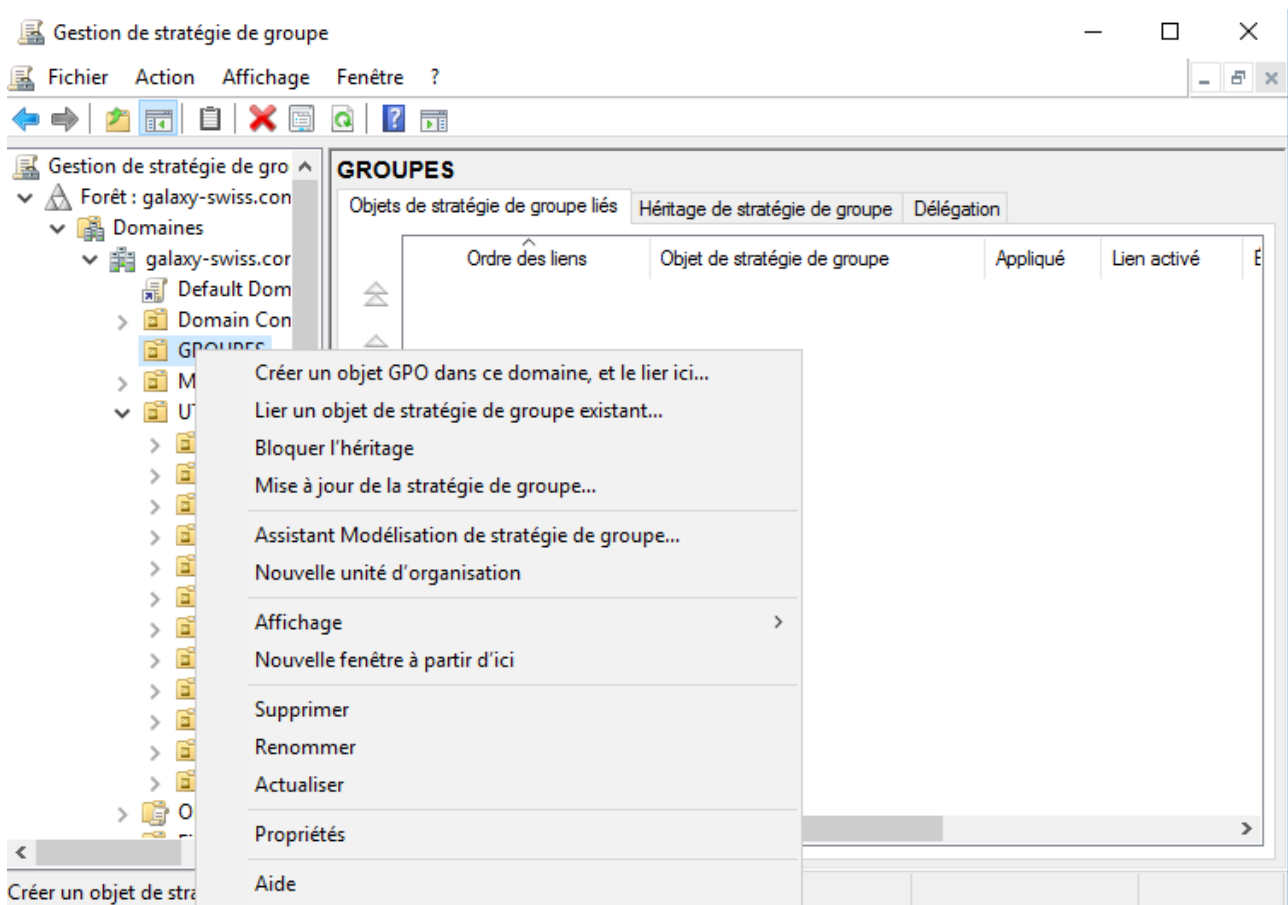 Gestion de stratégie de groupe
Fichier Action Affichage Fenêtre ?
Gestion de stratégie de gro
Forêt : galaxy-swiss.con
Domaines
galaxy-swiss.cor
Default Dom
Domain Con
GROUPES
M
UT
O
GROUPES
Objets de stratégie de groupe liés Héritage de stratégie de groupe Délégation
Ordre des liens Objet de stratégie de groupe Appliqué Lien activé É
Créer un objet GPO dans ce domaine, et le lier ici...
Lier un objet de stratégie de groupe existant...
Bloquer l'héritage
Mise à jour de la stratégie de groupe...
Assistant Modélisation de stratégie de groupe...
Nouvelle unité d'organisation
Affichage
Nouvelle fenêtre à partir d'ici
Supprimer
Renommer
Actualiser
Propriétés
Aide
Créer un objet de stra